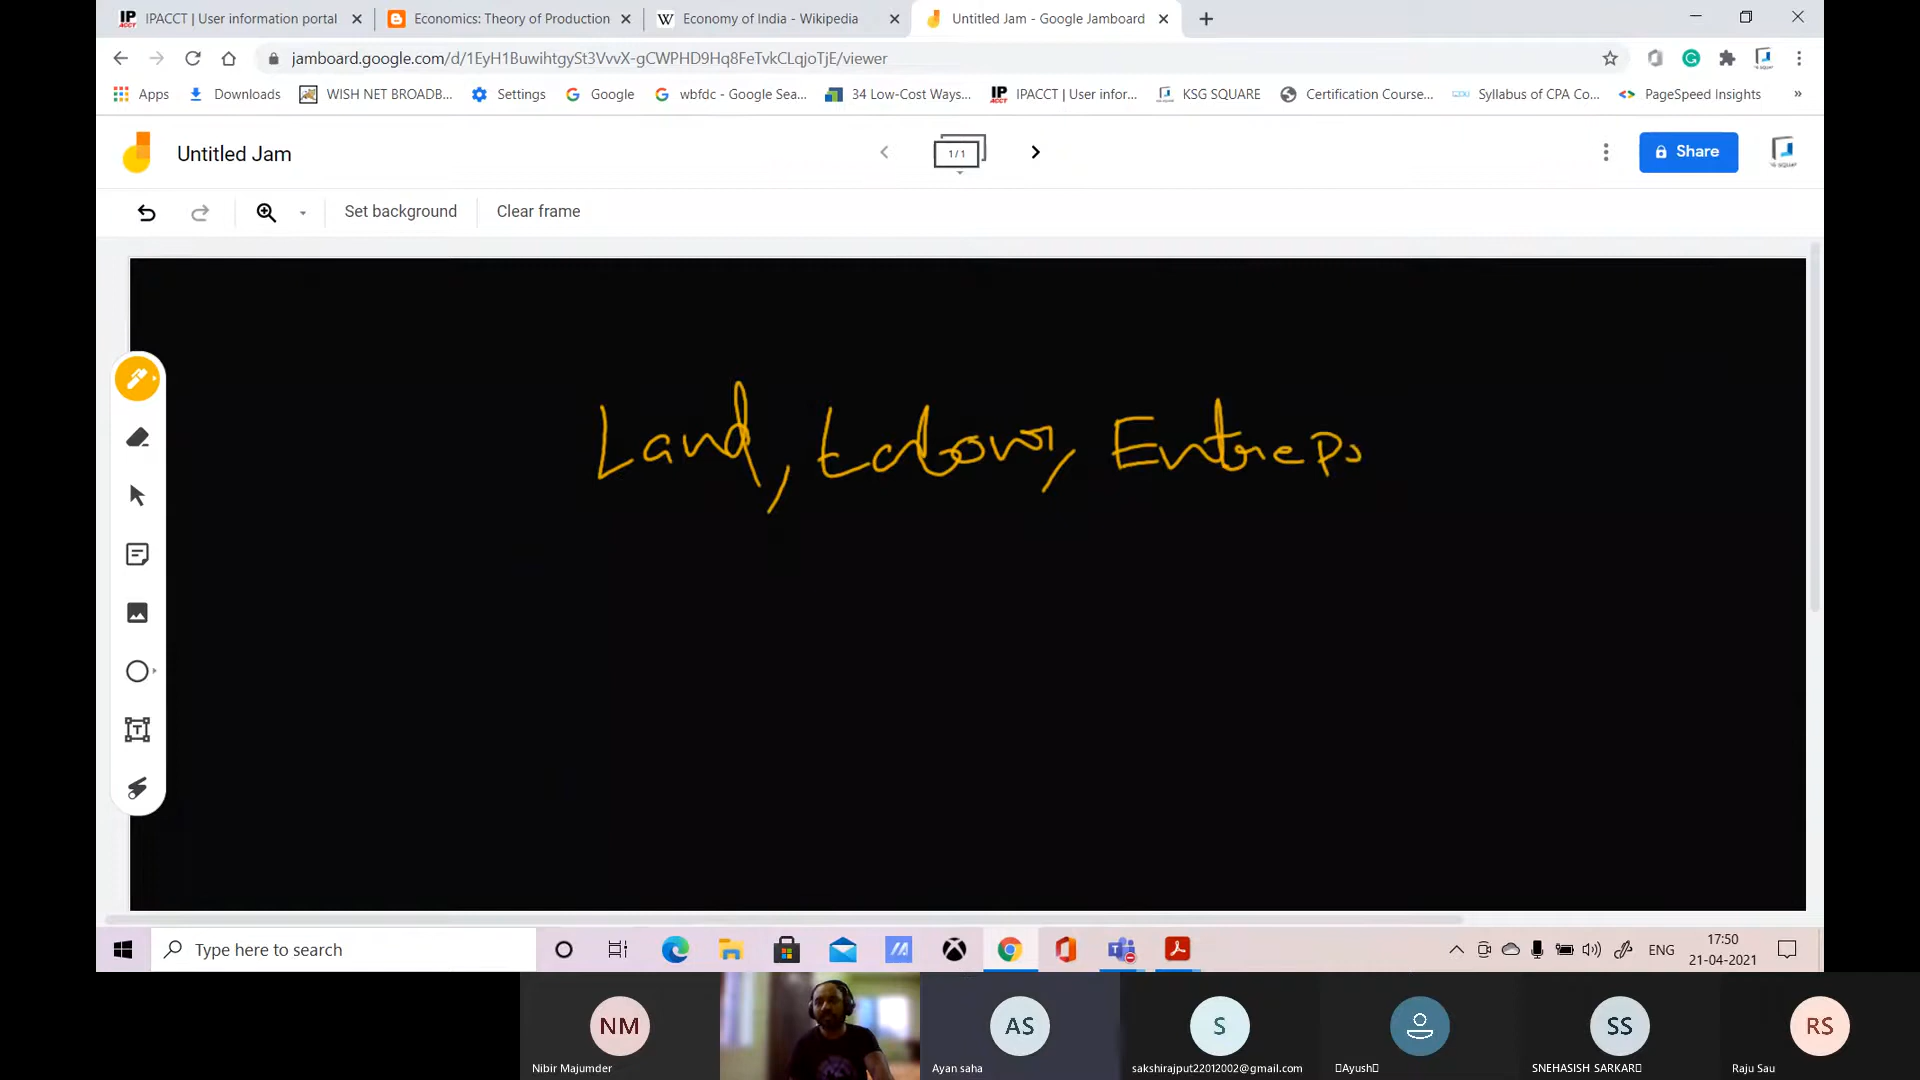 IPACCT | User information portal Economics: Theory of Production Economy of India - Wikipedia Untitled Jam - Google Jamboard
jamboard.google.com/d/1EyH1BuwihtgySt3VvvX-gCWPHD9Hq8FeTvkCLqjoTjE/viewer
Apps Downloads WISH NET BROADB... Settings Google wbfdc - Google Sea... 34 Low-Cost Ways... IPACCT | User infor... KSG SQUARE Certification Course... Syllabus of CPA Co... PageSpeed Insights »
Untitled Jam 1 / 1 Share
Set background Clear frame
Land, Labour, Entrep
Type here to search ENG 17:50
21-04-2021
NM AS S SS RS
Nibir Majumder Ayan saha sakshirajput22012002@gmail.com Ayush SNEHASISH SARKAR Raju Sau